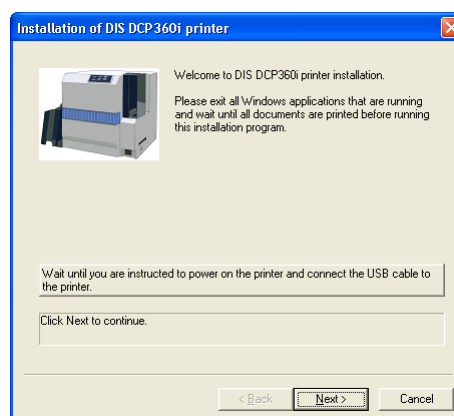 Installation of DIS DCP360i printer
Welcome to DIS DCP360i printer installation.
Please exit all Windows applications that are running
and wait until all documents are printed before running
this installation program.
Wait until you are instructed to power on the printer and connect the USB cable to
the printer.
Click Next to continue.
< Back
Next >
Cancel